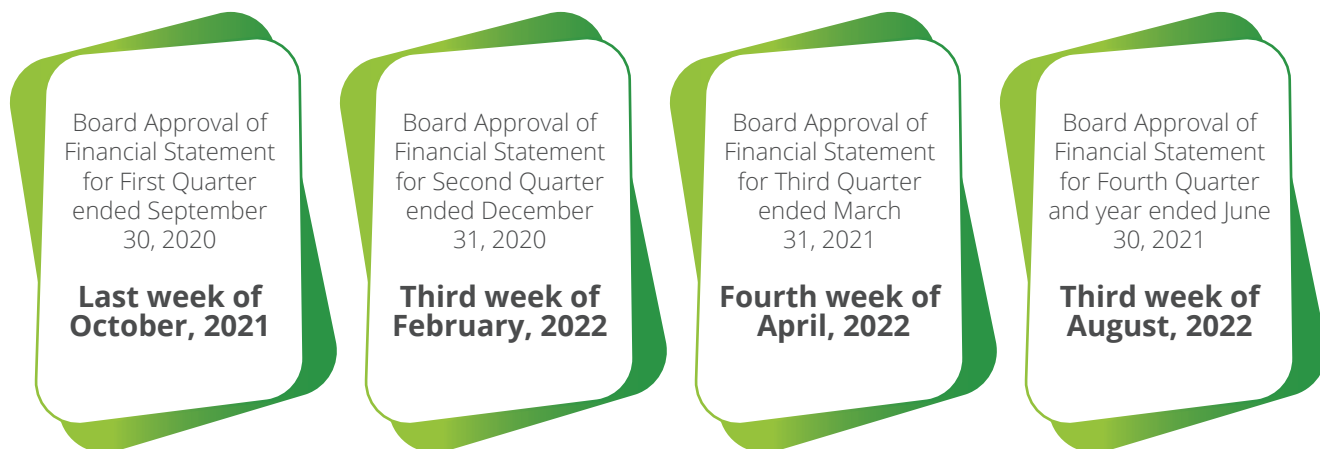 Board Approval of
Financial Statement
for First Quarter
ended September
30, 2020
Last week of
October, 2021
Board Approval of
Financial Statement
for Second Quarter
ended December
31, 2020
Third week of
February, 2022
Board Approval of
Financial Statement
for Third Quarter
ended March
31, 2021
Fourth week of
April, 2022
Board Approval of
Financial Statement
for Fourth Quarter
and year ended June
30, 2021
Third week of
August, 2022